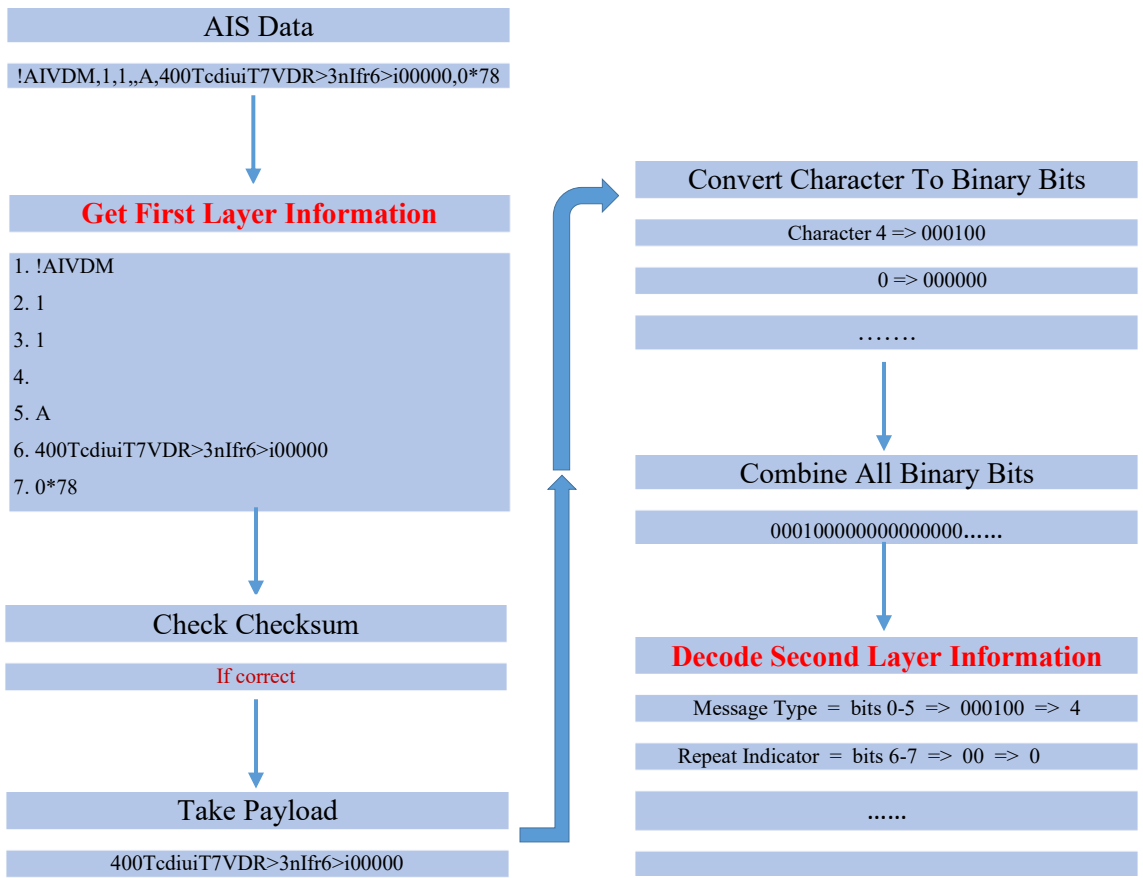 AIS Data
!AIVDM,1,1,,A,400TcdiuiT7VDR>3nIfr6>i00000,0*78
Get First Layer Information
1. !AIVDM
2. 1
3. 1
4.
5. A
6. 400TcdiuiT7VDR>3nIfr6>i00000
7. 0*78
Check Checksum
If correct
Take Payload
400TcdiuiT7VDR>3nIfr6>i00000
Convert Character To Binary Bits
Character 4 => 000100
0 => 000000
.......
Combine All Binary Bits
000100000000000000......
Decode Second Layer Information
Message Type = bits 0-5 => 000100 => 4
Repeat Indicator = bits 6-7 => 00 => 0
......